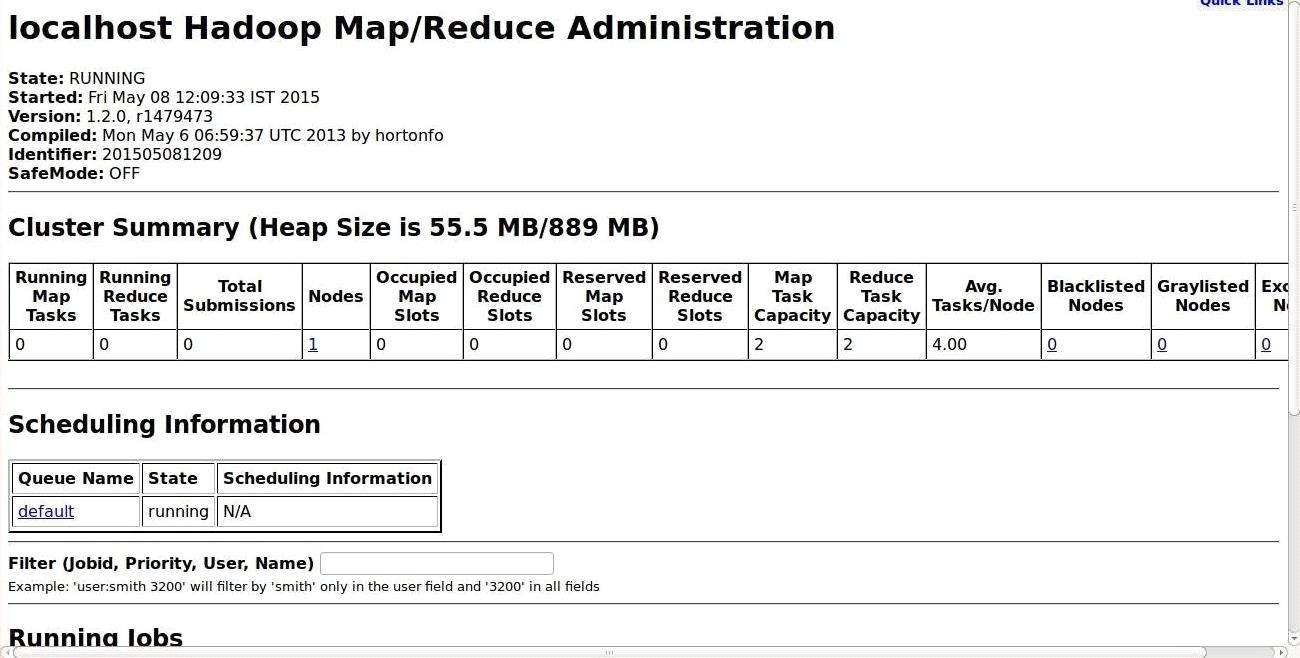 Quick Links
localhost Hadoop Map/Reduce Administration
State: RUNNING
Started: Fri May 08 12:09:33 IST 2015
Version: 1.2.0, r1479473
Compiled: Mon May 6 06:59:37 UTC 2013 by hortonfo
Identifier: 201505081209
SafeMode: OFF
Cluster Summary (Heap Size is 55.5 MB/889 MB)
Running Map Tasks Running Reduce Tasks Total Submissions Nodes Occupied Map Slots Occupied Reduce Slots Reserved Map Slots Reserved Reduce Slots Map Task Capacity Reduce Task Capacity Avg. Tasks/Node Blacklisted Nodes Graylisted Nodes
0 0 0 1 0 0 0 0 2 2 4.00 0 0 0
Scheduling Information
Queue Name State Scheduling Information
default running N/A
Filter (Jobid, Priority, User, Name)
Example: 'user:smith 3200' will filter by 'smith' only in the user field and '3200' in all fields
Running Jobs